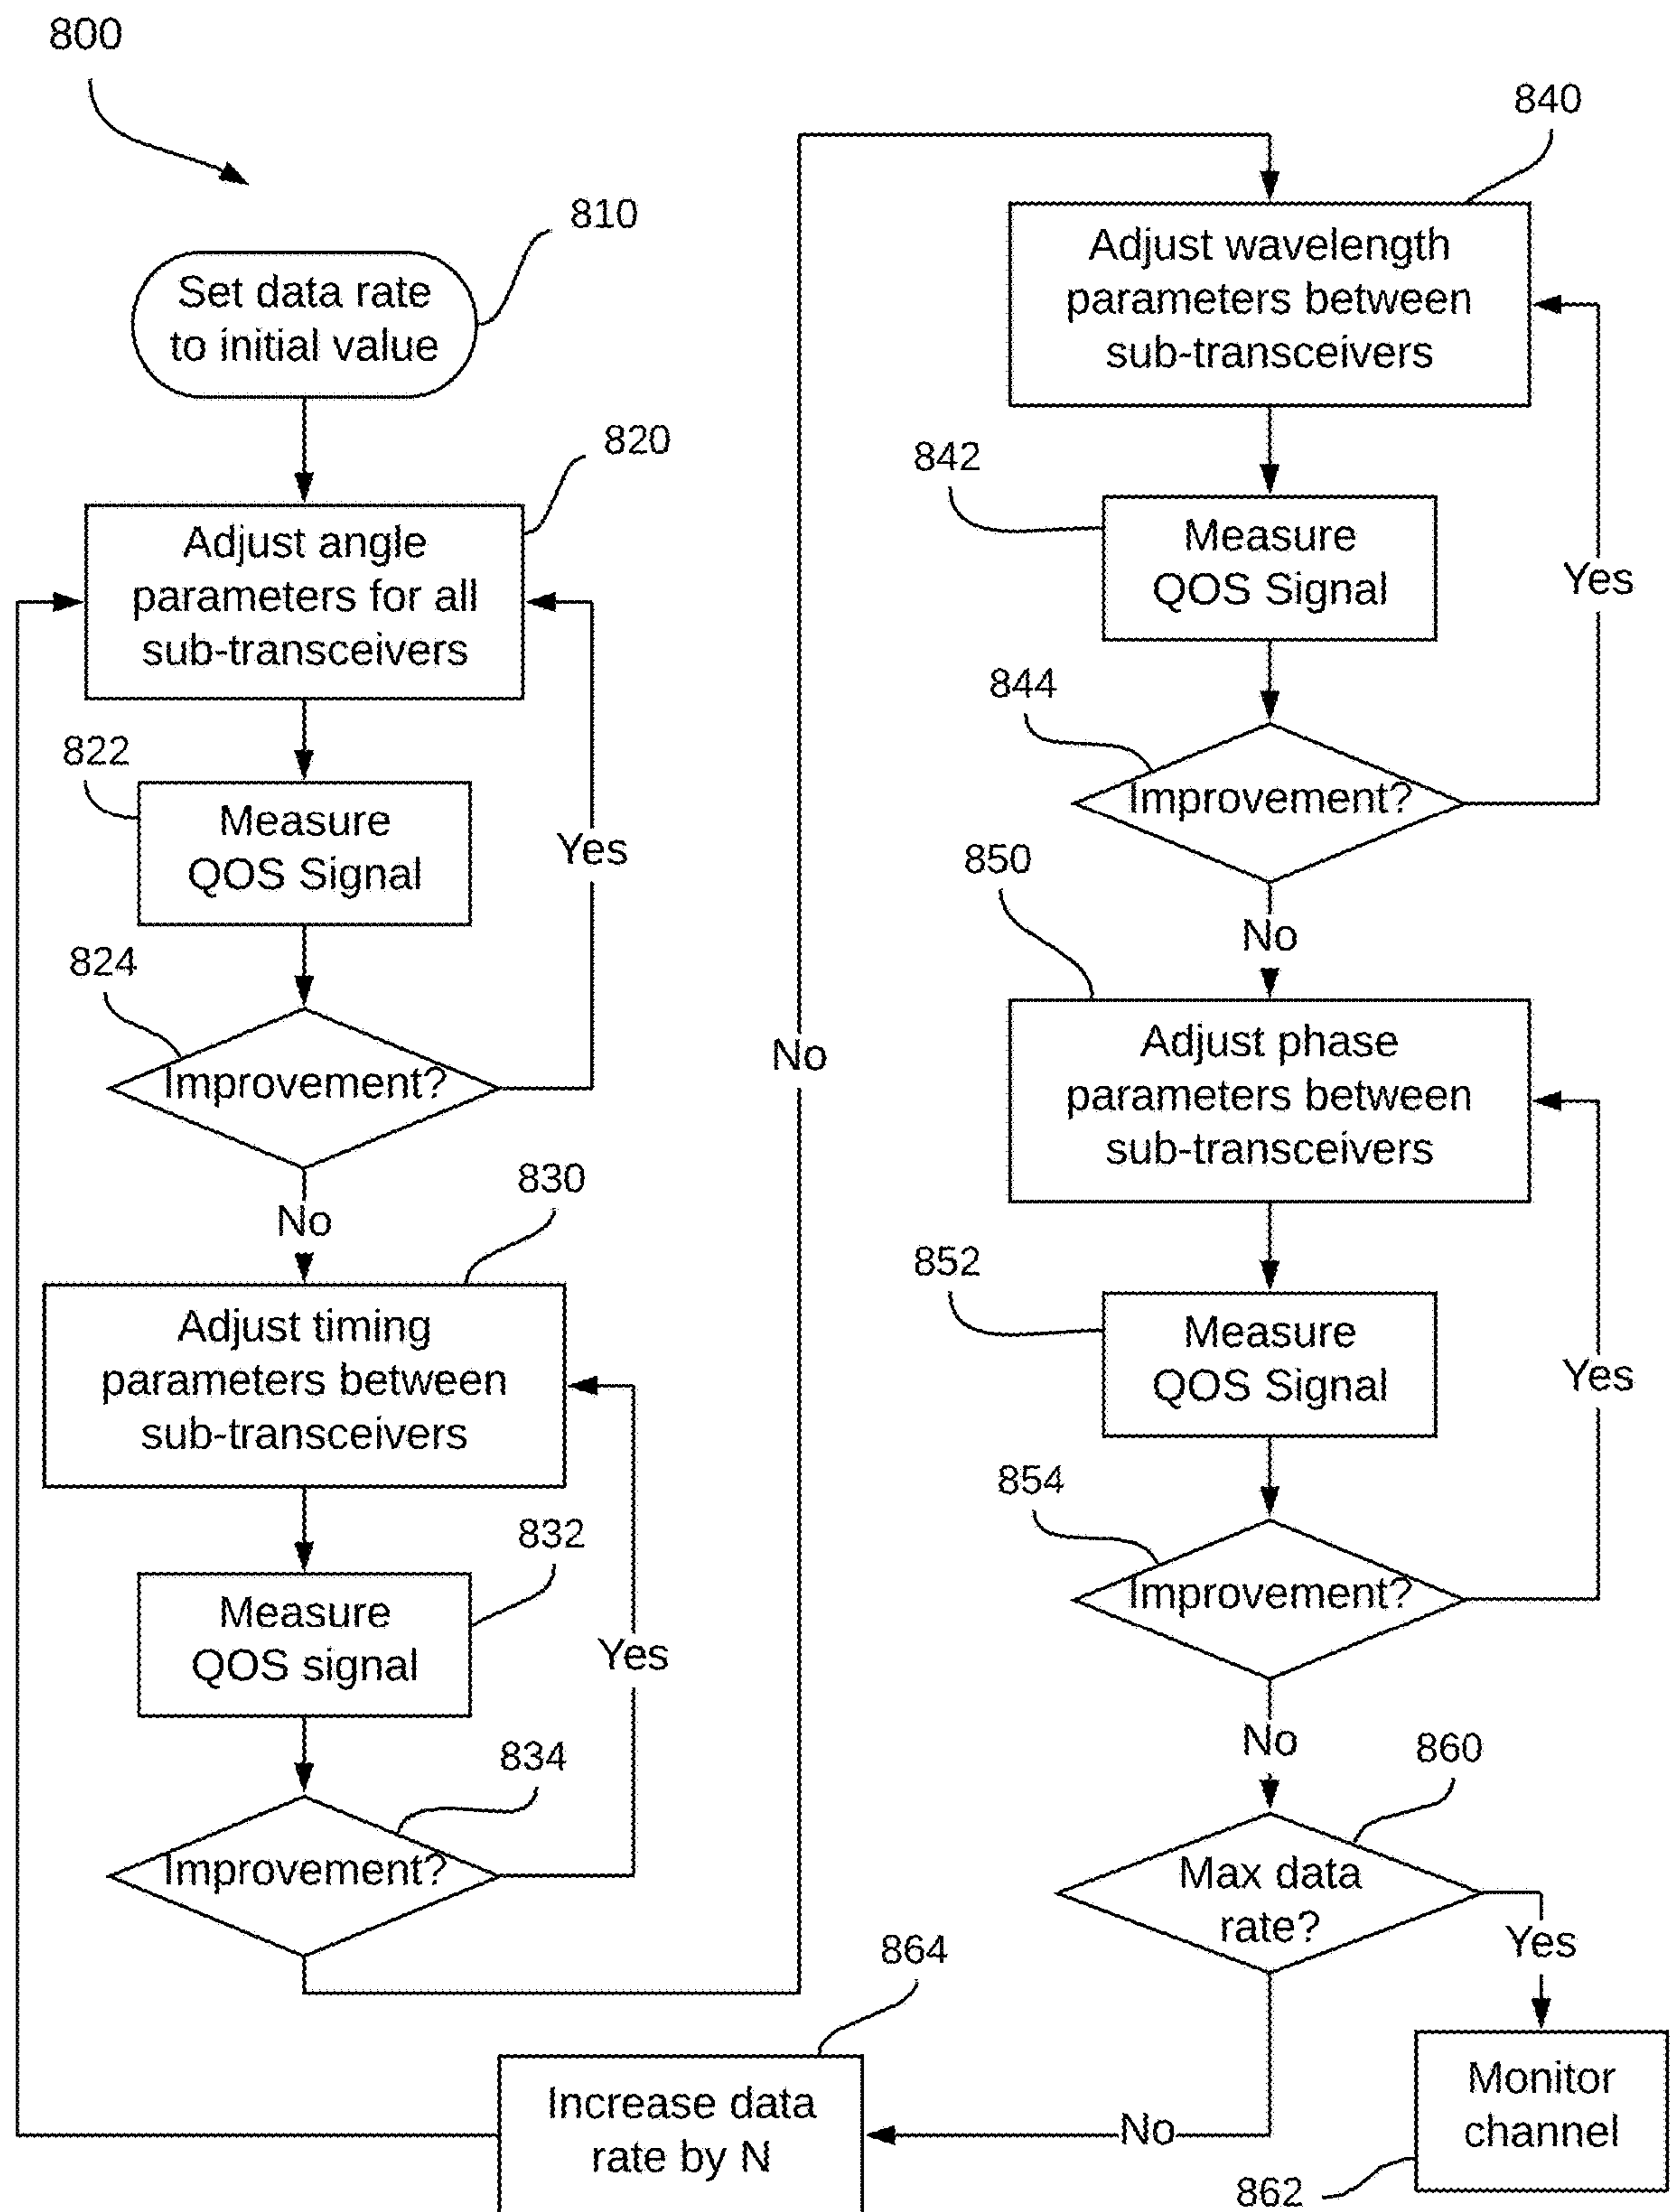 800
810
Set data rate
to initial value
820
Adjust angle
parameters for all
sub-transceivers
822
Measure
QOS Signal
Yes
824
Improvement?
No
830
Adjust timing
parameters between
sub-transceivers
832
Measure
QOS signal
Yes
834
Improvement?
No
840
Adjust wavelength
parameters between
sub-transceivers
842
Measure
QOS Signal
Yes
844
Improvement?
No
850
Adjust phase
parameters between
sub-transceivers
852
Measure
QOS Signal
Yes
854
Improvement?
No
860
Max data
rate?
Yes
Monitor
channel
862
No
864
Increase data
rate by N